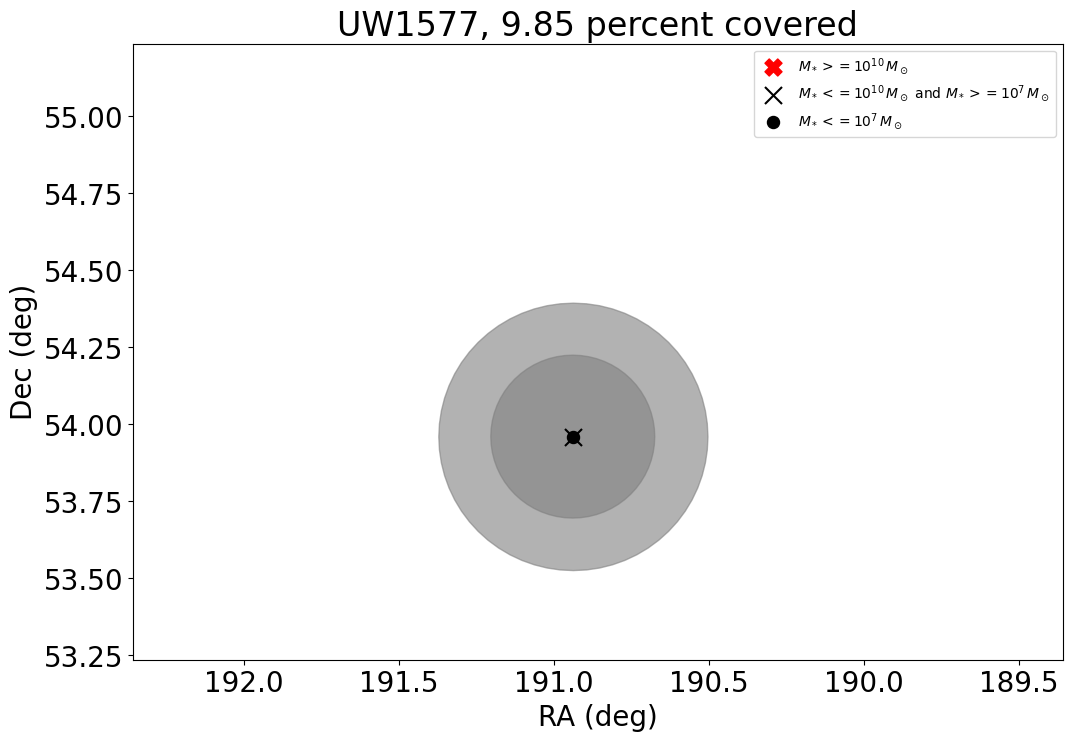 UW1577, 9.85 percent covered
M* >= 10^10 M⊙
M* <= 10^10 M⊙ and M* >= 10^7 M⊙
M* <= 10^7 M⊙
55.00
54.75
54.50
54.25
54.00
53.75
53.50
53.25
Dec (deg)
192.0 191.5 191.0 190.5 190.0 189.5
RA (deg)